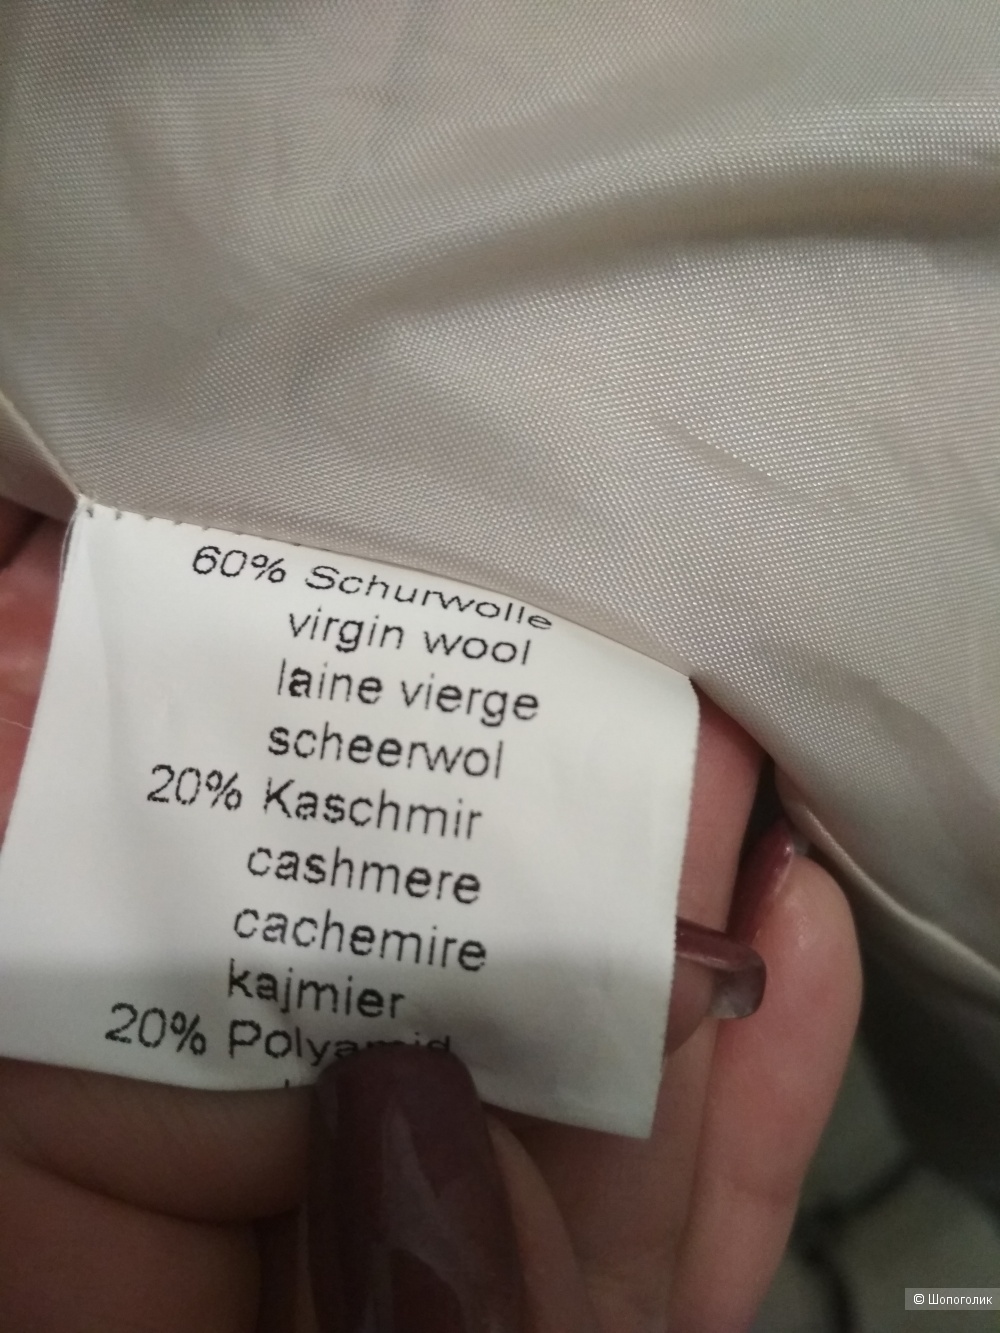 60% Schurwolle
virgin wool
laine vierge
scheerwol
20% Kaschmir
cashmere
cachemire
kajmier
20% Polyamid
© Шопоголик